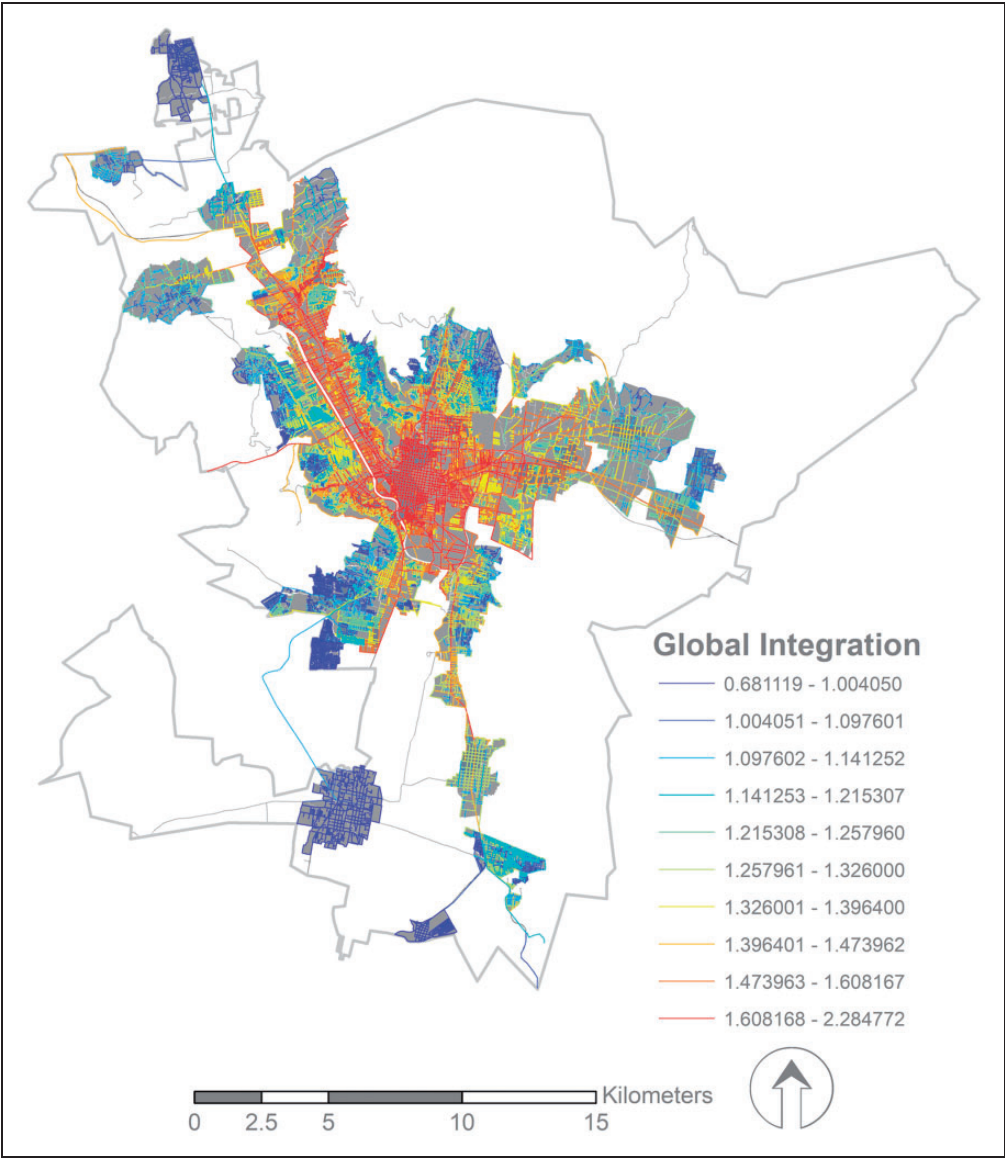 Global Integration
0.681119 - 1.004050
1.004051 - 1.097601
1.097602 - 1.141252
1.141253 - 1.215307
1.215308 - 1.257960
1.257961 - 1.326000
1.326001 - 1.396400
1.396401 - 1.473962
1.473963 - 1.608167
1.608168 - 2.284772
Kilometers
0 2.5 5 10 15